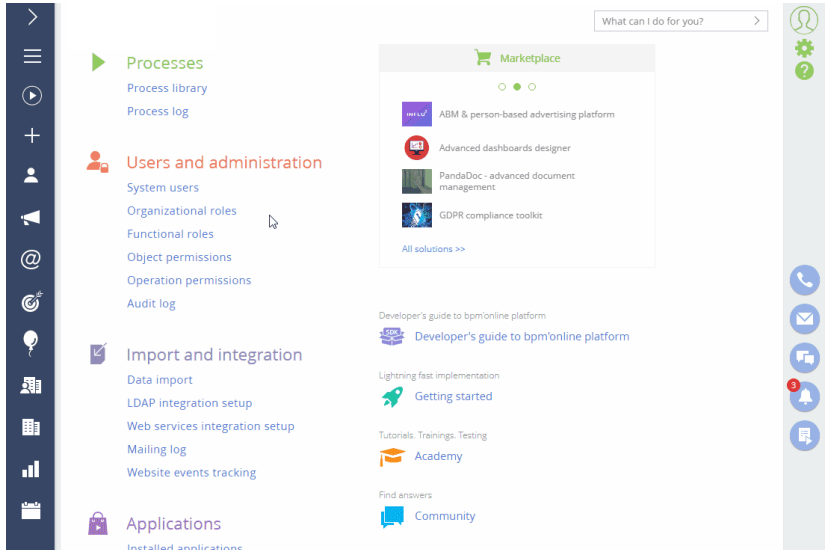 What can I do for you?
Processes
Process library
Process log
Users and administration
System users
Organizational roles
Functional roles
Object permissions
Operation permissions
Audit log
Import and integration
Data import
LDAP integration setup
Web services integration setup
Mailing log
Website events tracking
Applications
Installed applications
Marketplace
INFLU2
ABM & person-based advertising platform
Advanced dashboards designer
PandaDoc - advanced document
management
GDPR compliance toolkit
All solutions >>
Developer's guide to bpm'online platform
SDK
Developer's guide to bpm'online platform
Lightning fast implementation
Getting started
Tutorials. Trainings. Testing
Academy
Find answers
Community
?
3